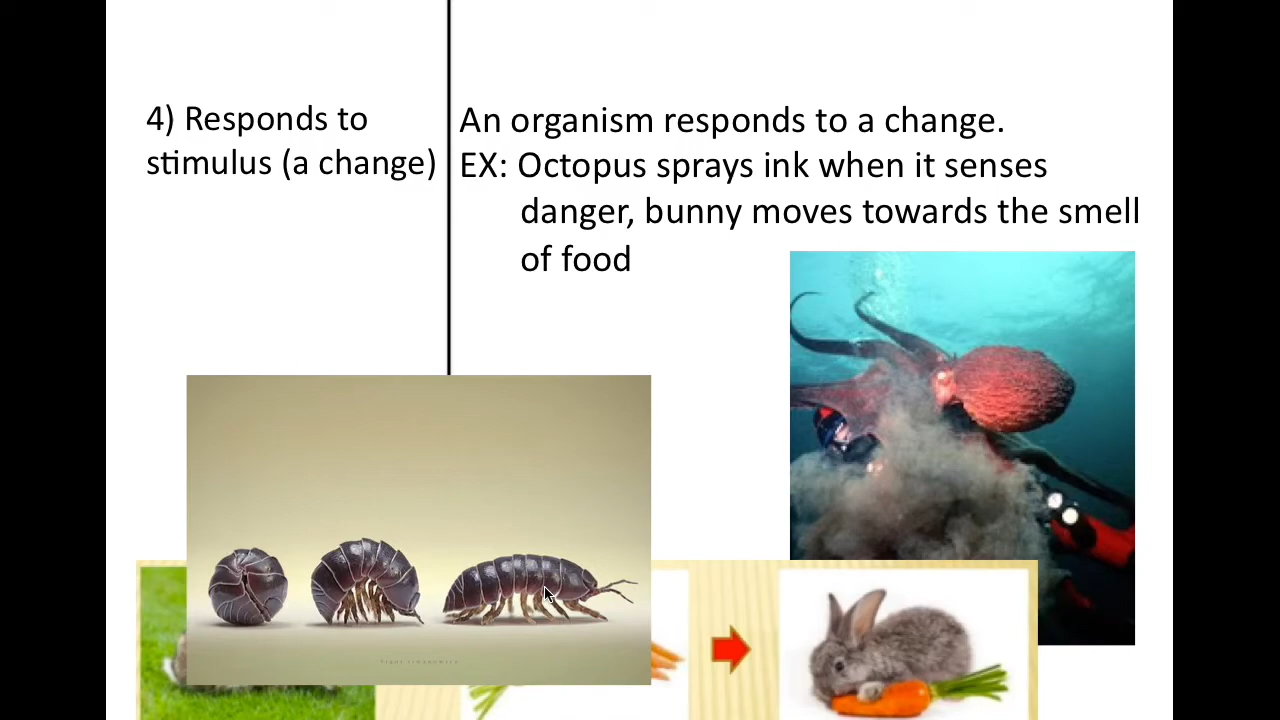 4) Responds to
stimulus (a change)
An organism responds to a change.
EX: Octopus sprays ink when it senses
danger, bunny moves towards the smell
of food